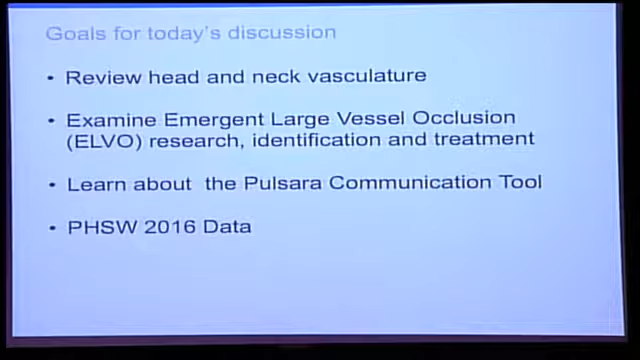 Goals for today's discussion
• Review head and neck vasculature
• Examine Emergent Large Vessel Occlusion
(ELVO) research, identification and treatment
• Learn about the Pulsara Communication Tool
• PHSW 2016 Data